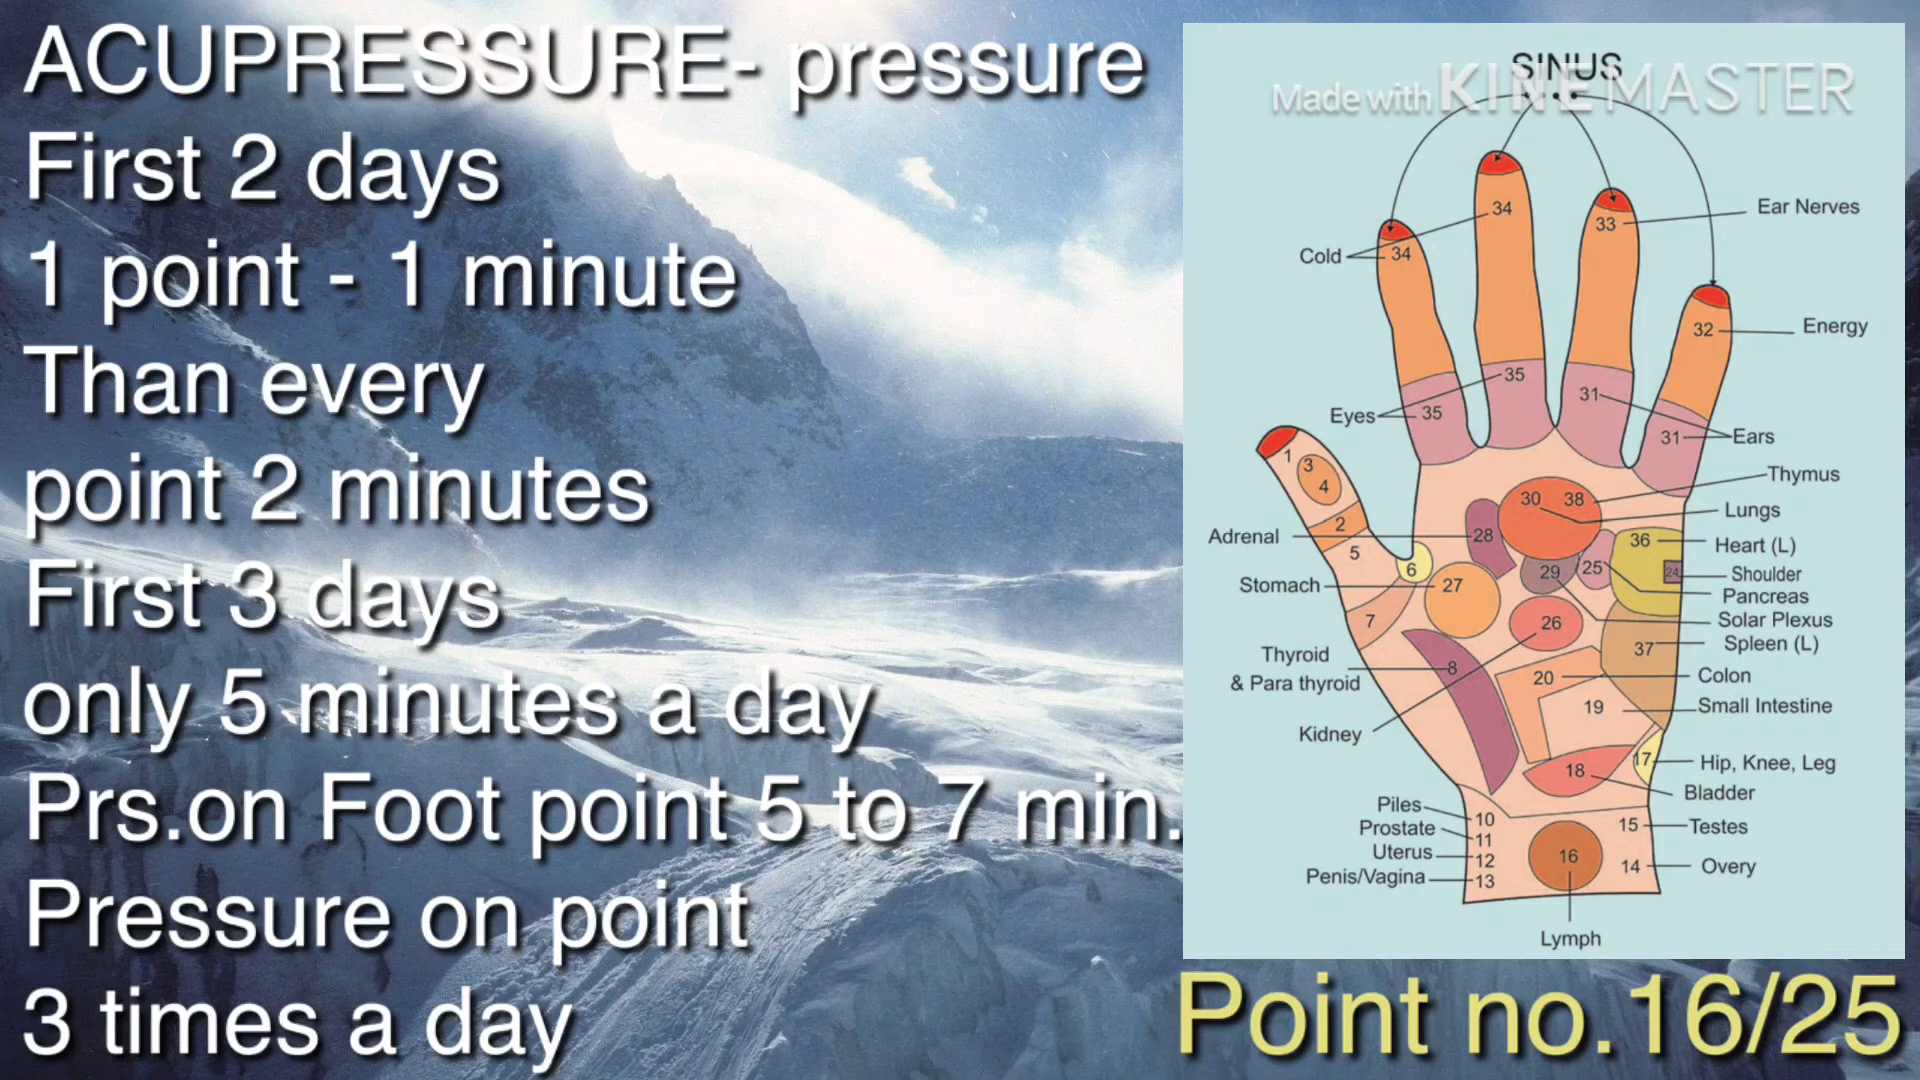 ACUPRESSURE- pressure
First 2 days
1 point - 1 minute
Than every
point 2 minutes
First 3 days
only 5 minutes a day
Prs.on Foot point 5 to 7 min.
Pressure on point
3 times a day
SINUS
Made with KINEMASTER
34
33
Ear Nerves
Cold
34
32
Energy
35
31
Eyes
35
31
Ears
1
3
4
Thymus
30
38
Lungs
2
Adrenal
28
36
Heart (L)
5
6
29
25
24
Shoulder
Stomach
27
Pancreas
7
26
Solar Plexus
37
Spleen (L)
Thyroid
& Para thyroid
8
20
Colon
19
Small Intestine
Kidney
17
Hip, Knee, Leg
18
Bladder
Piles
10
15
Testes
Prostate
11
Uterus
12
16
14
Overy
Penis/Vagina
13
Lymph
Point no.16/25